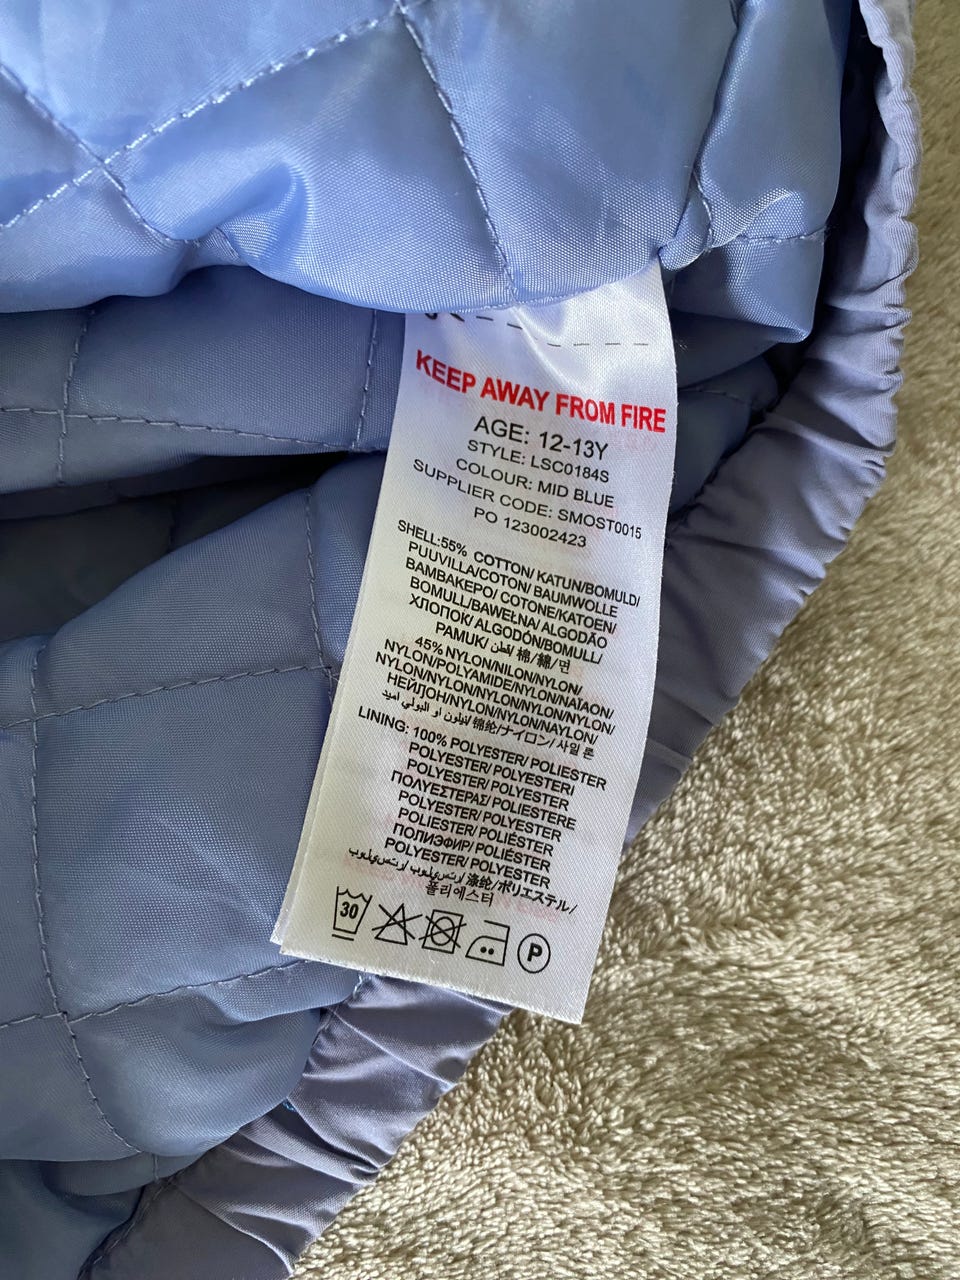 KEEP AWAY FROM FIRE
AGE: 12-13Y
STYLE: LSC0184S
COLOUR: MID BLUE
SUPPLIER CODE: SMOST0015
PO 123002423
SHELL:55% COTTON/ KATUN/BOMULD/
PUUVILLA/COTON/ BAUMWOLLE
ΒΑΜΒΑΚΕΡΟ/ COTONE/KATOEN/
BOMULL/BAWEŁNA/ ALGODÃO
ХЛОПОК/ ALGODÓN/BOMULL/
PAMUK/ قطن/ 棉/ 綿/면
45% NYLON/NILON/NYLON/
NYLON/POLYAMIDE/NYLON/ΝΑΪΛΟΝ/
NYLON/NYLON/NYLON/NYLON/NYLON/
НЕЙЛОН/NYLON/NYLON/NAYLON/
نيلون او البولي اميد/锦纶/ナイロン/ 사일 론
LINING: 100% POLYESTER/ POLIESTER
POLYESTER/ POLYESTERI/
POLYESTER/ POLYESTER
ΠΟΛΥΕΣΤΕΡΑΣ/ POLIESTERE
POLYESTER/ POLYESTER
POLIESTER/ POLIÉSTER
ПОЛИЭФИР/ POLIÉSTER
POLYESTER/ POLYESTER
涤纶/ポリエステル/
폴리에스터
30
P